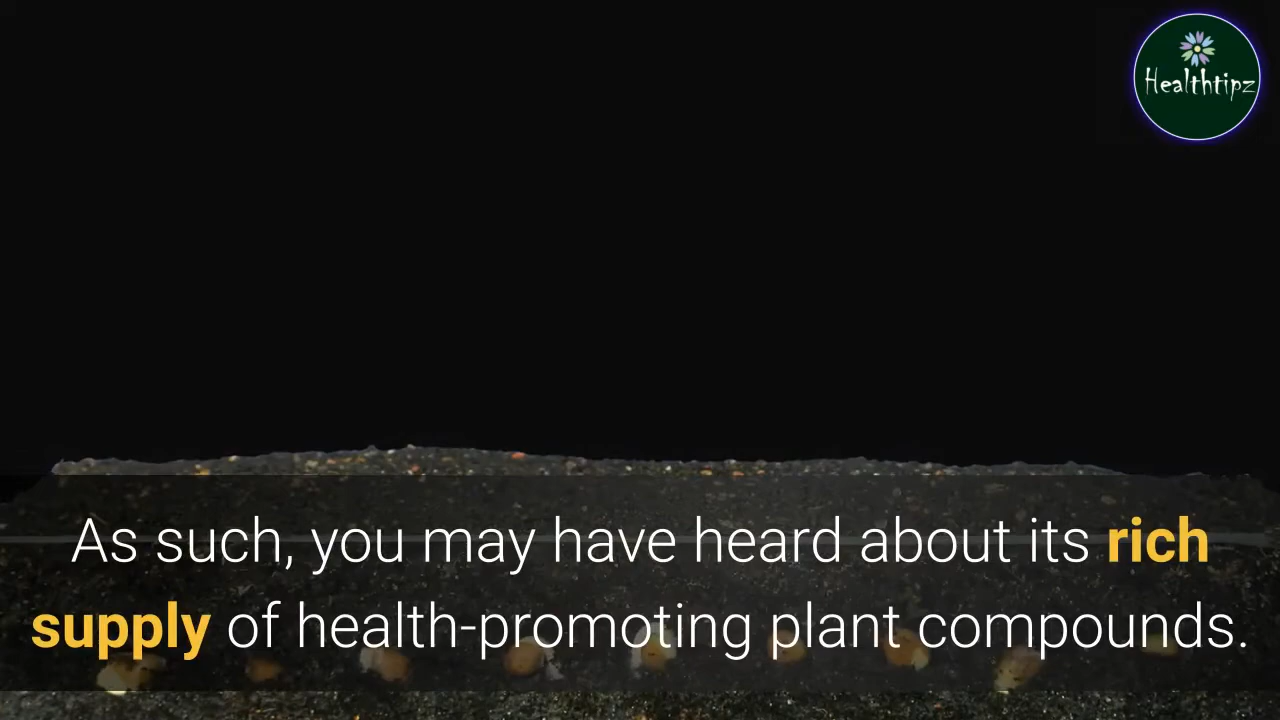 Healthtipz
As such, you may have heard about its rich
supply of health-promoting plant compounds.